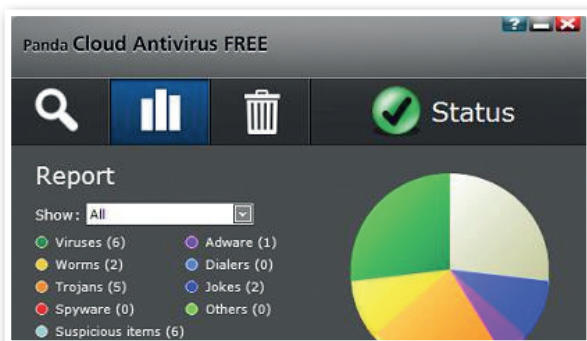 Panda Cloud Antivirus FREE
?
Status
Report
Show: All
Viruses (6) Adware (1)
Worms (2) Dialers (0)
Trojans (5) Jokes (2)
Spyware (0) Others (0)
Suspicious items (6)